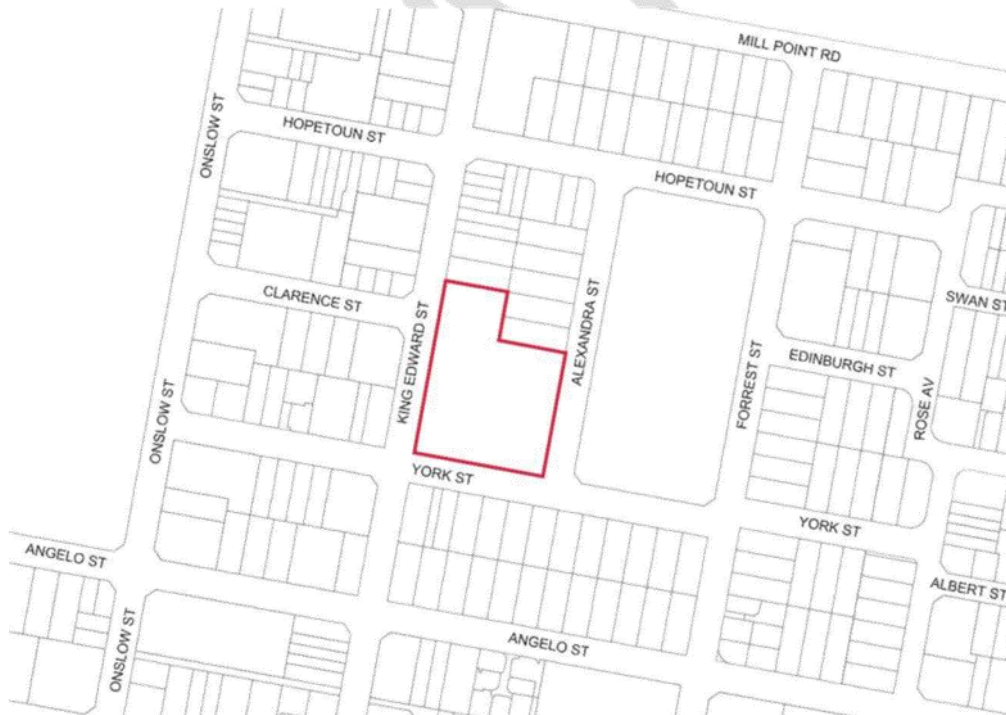 MILL POINT RD
ONSLOW ST
HOPETOUN ST
HOPETOUN ST
CLARENCE ST
SWAN ST
KING EDWARD ST
ALEXANDRA ST
EDINBURGH ST
FORREST ST
ROSE AV
ONSLOW ST
YORK ST
YORK ST
ANGELO ST
ALBERT ST
ONSLOW ST
ANGELO ST